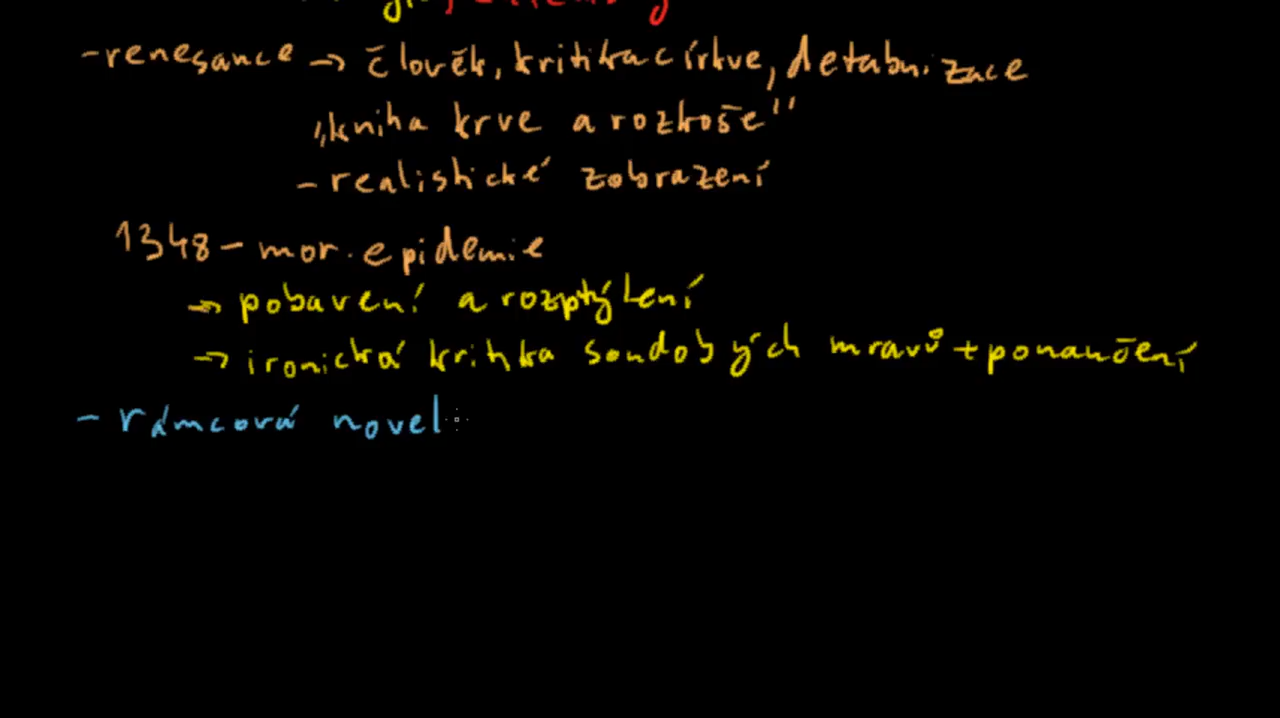 - renesance → člověk, kritika církve, detabuizace
„kniha krve a rozkoše"
- realistické zobrazení
1348 - mor. epidemie
→ pobavení a rozptýlení
→ ironická kritika soudobých mravů + ponaučení
- rámcová novel